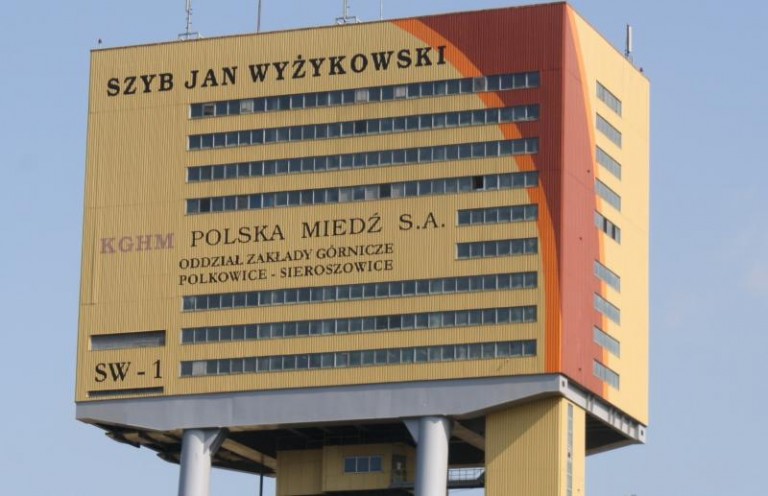 SZYB JAN WYŻYKOWSKI
KGHM POLSKA MIEDŹ S.A.
ODDZIAŁ ZAKŁADY GÓRNICZE
POLKOWICE - SIEROSZOWICE
SW - 1